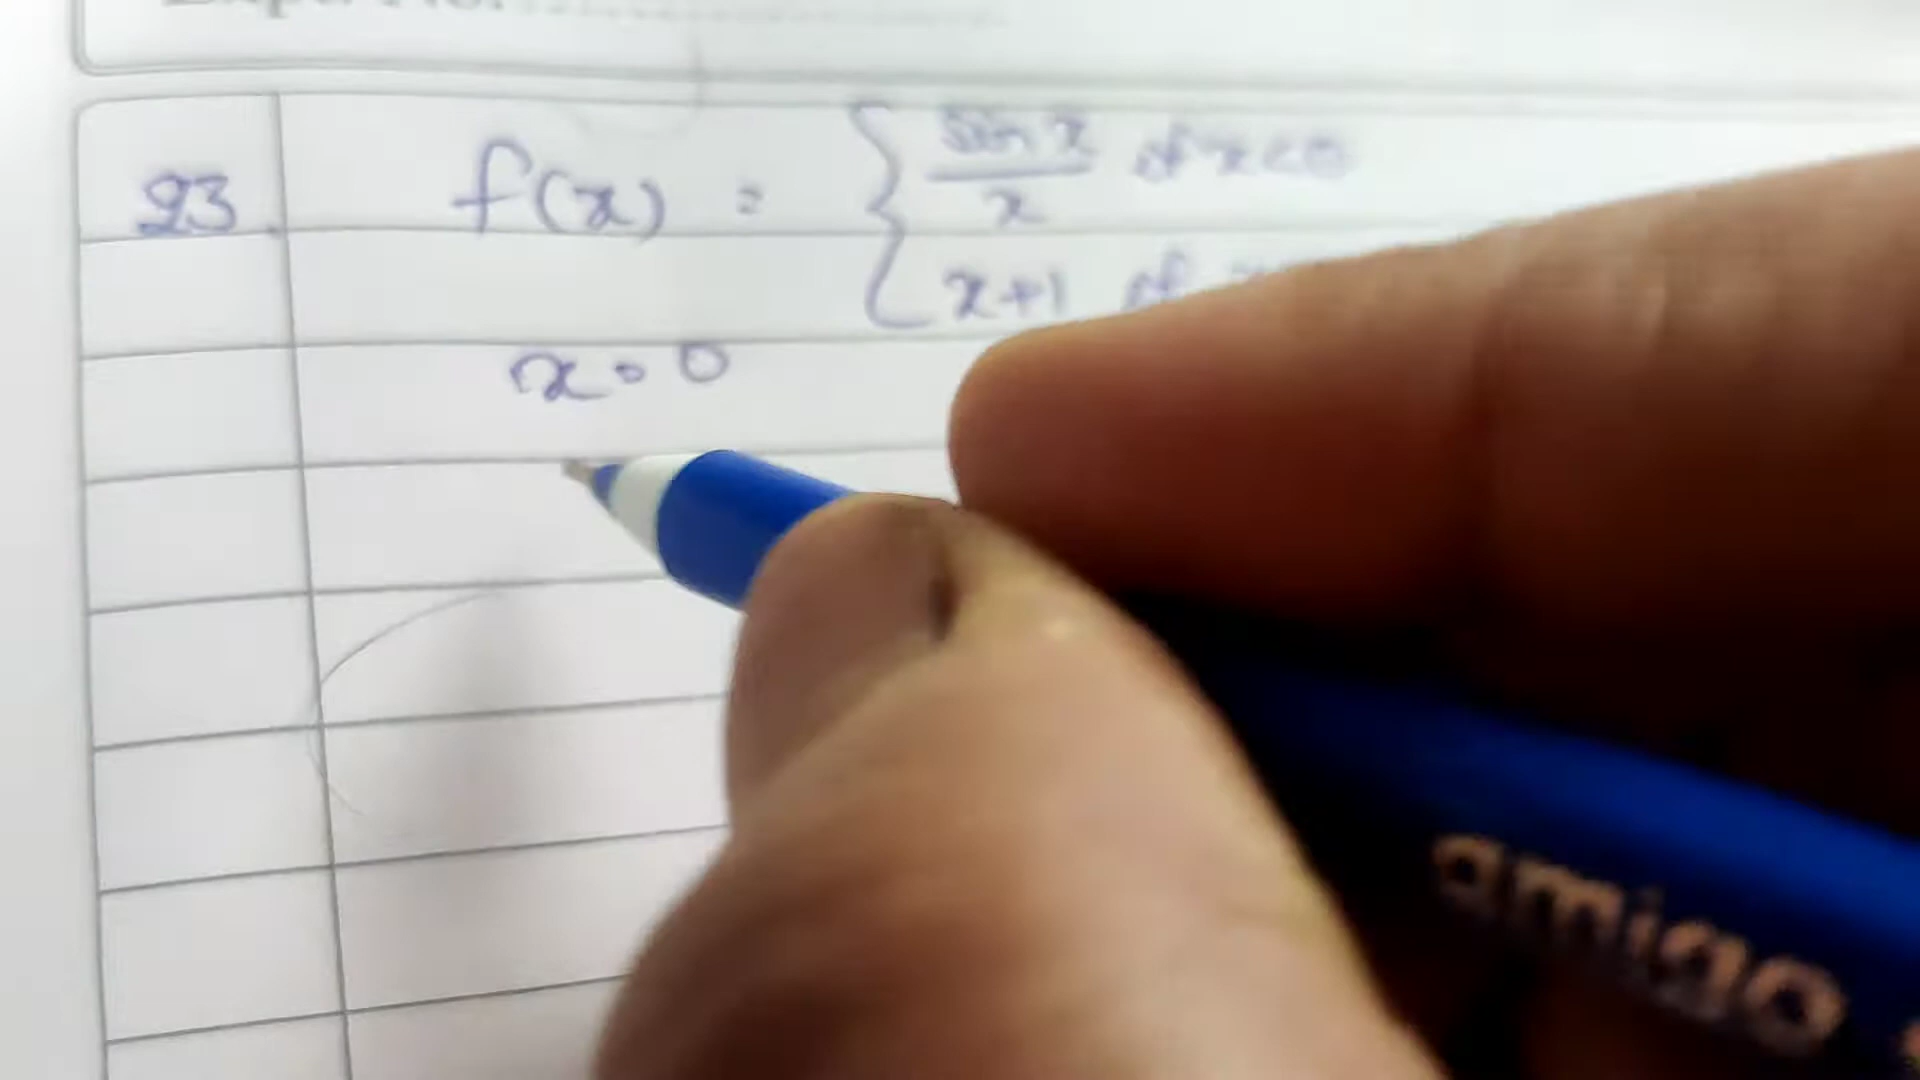 23. f(x) = { sin x / x if x<0
x+1 if
x = 0
amigo